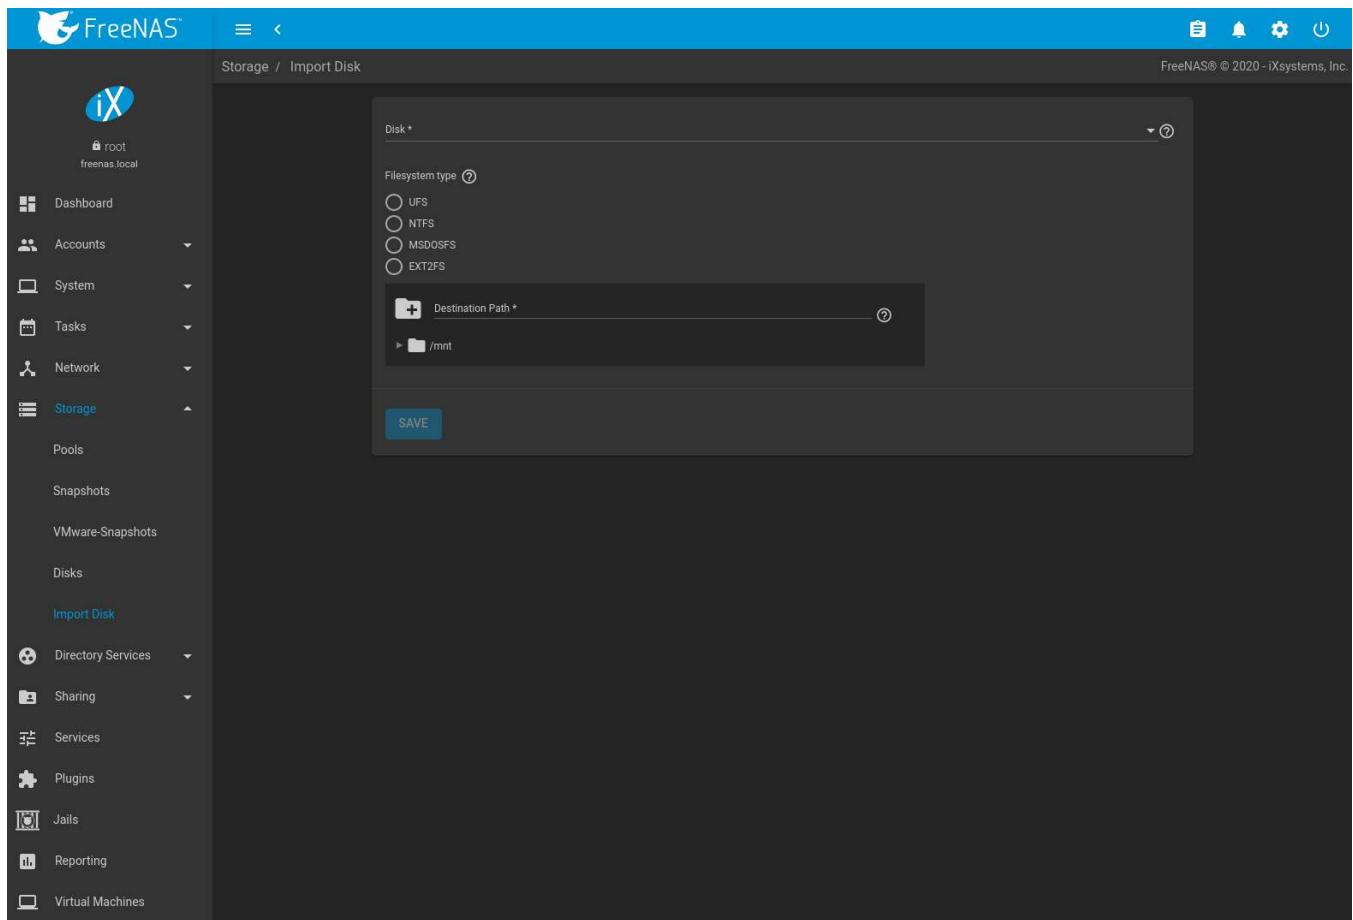 FreeNAS
Storage / Import Disk
FreeNAS® © 2020 - iXsystems, Inc.
iX
root
freenas.local
Dashboard
Accounts
System
Tasks
Network
Storage
Pools
Snapshots
VMware-Snapshots
Disks
Import Disk
Directory Services
Sharing
Services
Plugins
Jails
Reporting
Virtual Machines
Disk *
Filesystem type
UFS
NTFS
MSDOSFS
EXT2FS
Destination Path *
/mnt
SAVE